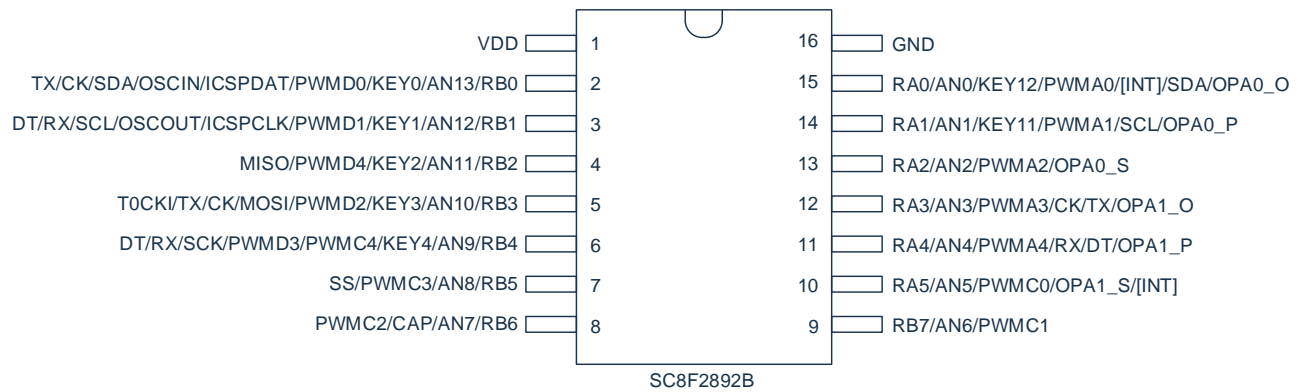 VDD 1 16 GND
TX/CK/SDA/OSCIN/ICSPDAT/PWMD0/KEY0/AN13/RB0 2 15 RA0/AN0/KEY12/PWMA0/[INT]/SDA/OPA0_O
DT/RX/SCL/OSCOUT/ICSPCLK/PWMD1/KEY1/AN12/RB1 3 14 RA1/AN1/KEY11/PWMA1/SCL/OPA0_P
MISO/PWMD4/KEY2/AN11/RB2 4 13 RA2/AN2/PWMA2/OPA0_S
T0CKI/TX/CK/MOSI/PWMD2/KEY3/AN10/RB3 5 12 RA3/AN3/PWMA3/CK/TX/OPA1_O
DT/RX/SCK/PWMD3/PWMC4/KEY4/AN9/RB4 6 11 RA4/AN4/PWMA4/RX/DT/OPA1_P
SS/PWMC3/AN8/RB5 7 10 RA5/AN5/PWMC0/OPA1_S/[INT]
PWMC2/CAP/AN7/RB6 8 9 RB7/AN6/PWMC1
SC8F2892B